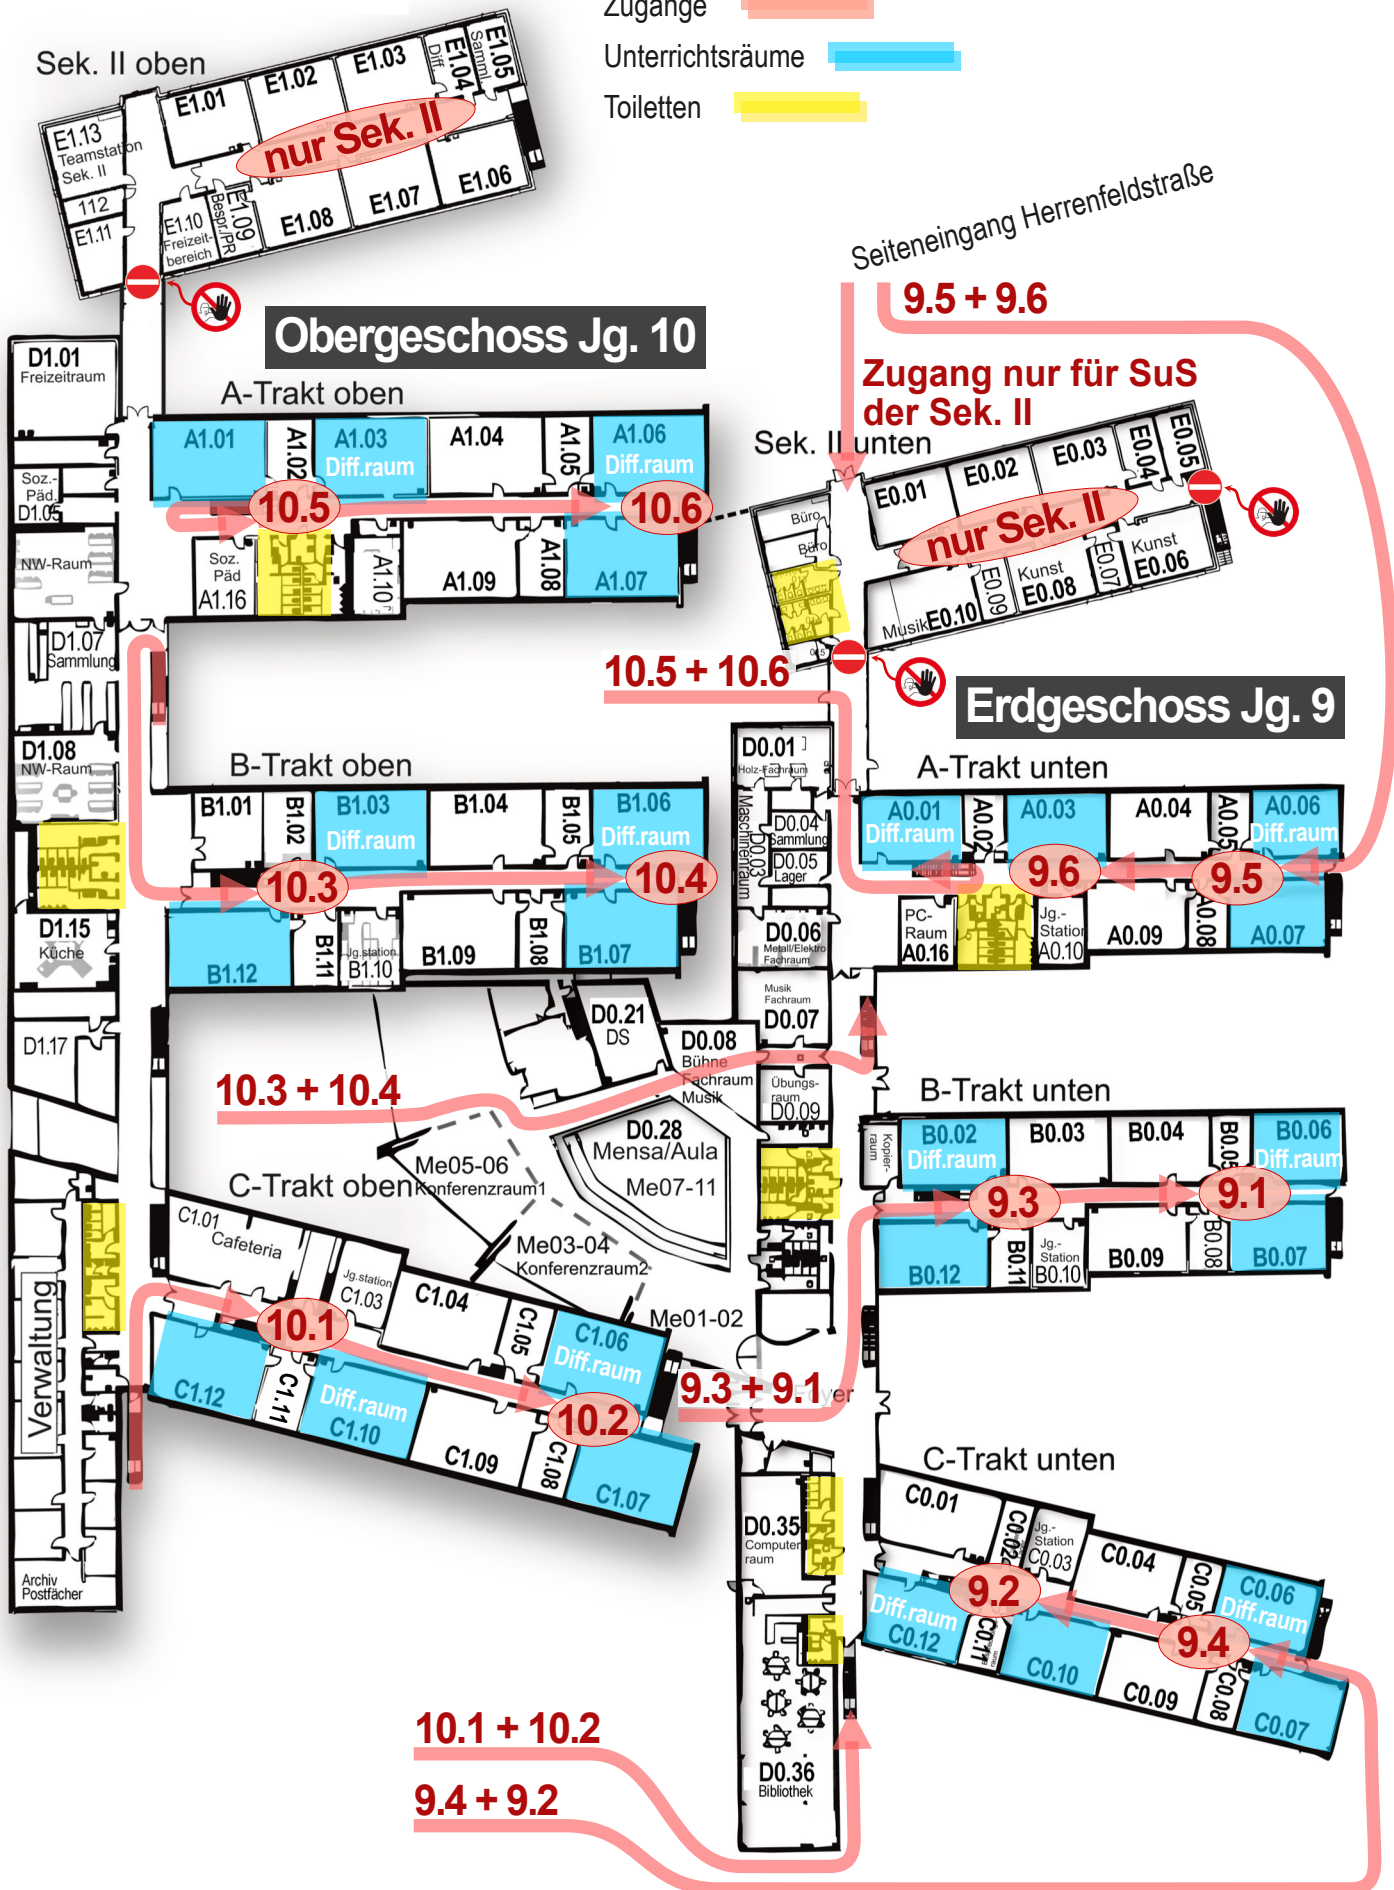 Zugänge
Unterrichtsräume
Toiletten
Sek. II oben
E1.01
E1.02
E1.03
E1.04
Diff.
E1.05
Samml.
E1.13
Teamstation
Sek. II
112
E1.11
E1.10
Freizeit-
bereich
E1.09
Bespr./PR
E1.08
E1.07
E1.06
nur Sek. II
Seiteneingang Herrenfeldstraße
9.5 + 9.6
Zugang nur für SuS
der Sek. II
Obergeschoss Jg. 10
D1.01
Freizeitraum
A-Trakt oben
A1.01
A1.02
A1.03
Diff.raum
A1.04
A1.05
A1.06
Diff.raum
10.5
10.6
Soz.-
Päd.
D1.05
NW-Raum
Soz.
Päd
A1.16
A1.10
A1.09
A1.08
A1.07
D1.07
Sammlung
D1.08
NW-Raum
Sek. II unten
E0.01
E0.02
E0.03
E0.04
E0.05
Büro
Büro
nur Sek. II
Musik
E0.10
E0.09
Kunst
E0.08
E0.07
Kunst
E0.06
10.5 + 10.6
Erdgeschoss Jg. 9
B-Trakt oben
B1.01
B1.02
B1.03
Diff.raum
B1.04
B1.05
B1.06
Diff.raum
10.3
10.4
B1.12
B1.11
Jg.station
B1.10
B1.09
B1.08
B1.07
D1.15
Küche
D1.17
D0.01
Holz-Fachraum
Maschinenraum
D0.03
D0.04
Sammlung
D0.05
Lager
D0.06
Metall/Elektro
Fachraum
Musik
Fachraum
D0.07
A-Trakt unten
A0.01
Diff.raum
A0.02
A0.03
A0.04
A0.05
A0.06
Diff.raum
9.6
9.5
PC-
Raum
A0.16
Jg.-
Station
A0.10
A0.09
A0.08
A0.07
D0.21
DS
D0.08
Bühne
Fachraum
Musik
Übungs-
raum
D0.09
10.3 + 10.4
D0.28
Mensa/Aula
Me07-11
Me05-06
Konferenzraum1
Me03-04
Konferenzraum2
Me01-02
B-Trakt unten
Kopier-
raum
B0.02
Diff.raum
B0.03
B0.04
B0.05
B0.06
Diff.raum
9.3
9.1
B0.12
B0.11
Jg.-
Station
B0.10
B0.09
B0.08
B0.07
C-Trakt oben
C1.01
Cafeteria
Jg.station
C1.03
C1.04
C1.05
C1.06
Diff.raum
10.1
10.2
C1.12
C1.11
Diff.raum
C1.10
C1.09
C1.08
C1.07
Verwaltung
Archiv
Postfächer
9.3 + 9.1
Foyer
C-Trakt unten
C0.01
C0.02
Jg.-
Station
C0.03
C0.04
C0.05
C0.06
Diff.raum
9.2
9.4
Diff.raum
C0.12
C0.11
C0.10
C0.09
C0.08
C0.07
D0.35
Computer
raum
D0.36
Bibliothek
10.1 + 10.2
9.4 + 9.2